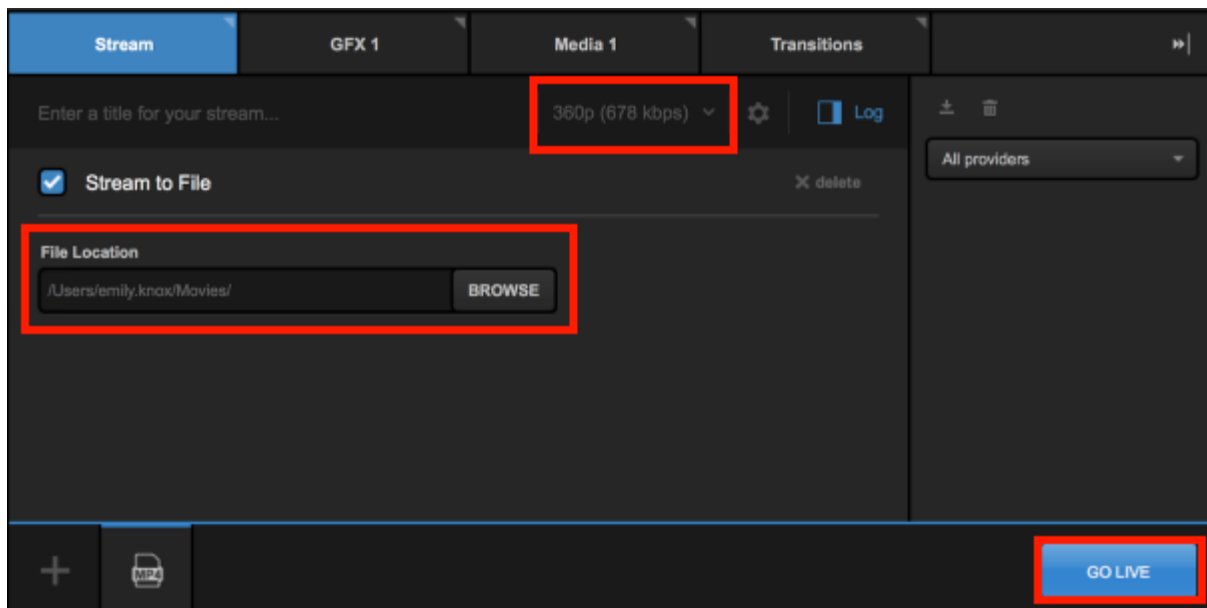 Stream GFX 1 Media 1 Transitions
Enter a title for your stream... 360p (678 kbps) Log
All providers
Stream to File delete
File Location
/Users/emily.knox/Movies/ BROWSE
MP4
GO LIVE